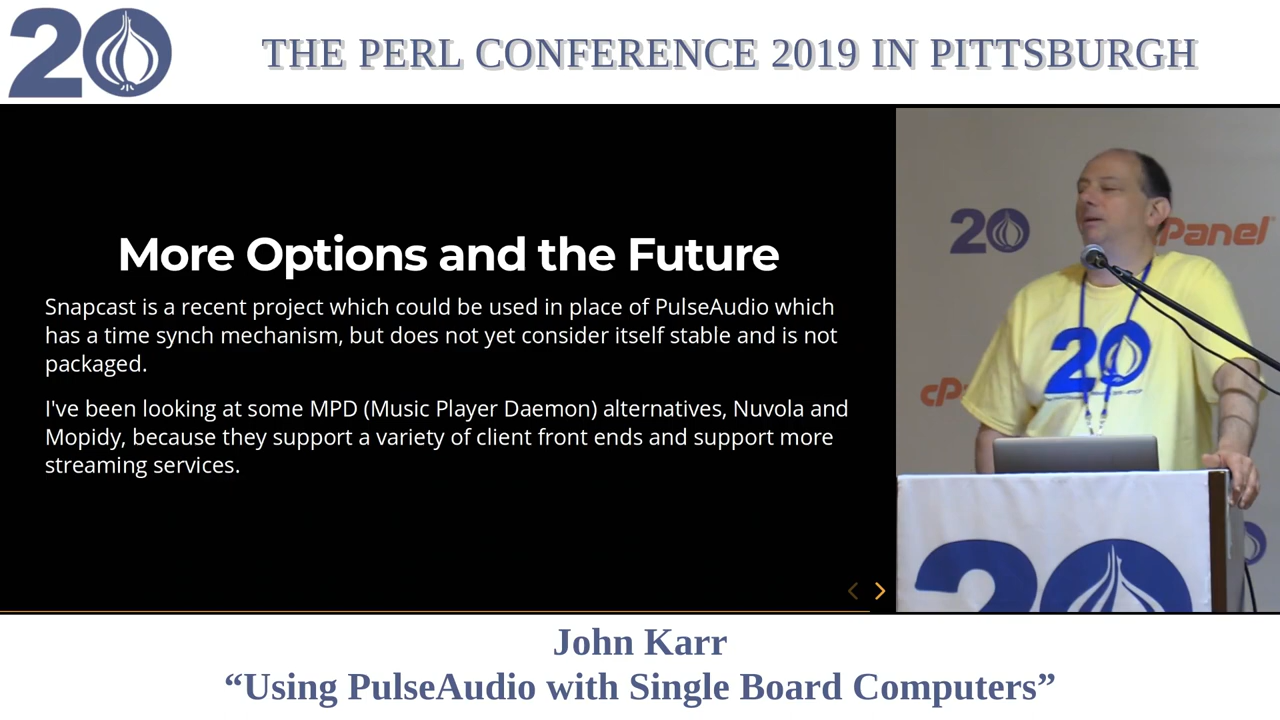 20
THE PERL CONFERENCE 2019 IN PITTSBURGH
More Options and the Future
Snapcast is a recent project which could be used in place of PulseAudio which
has a time synch mechanism, but does not yet consider itself stable and is not
packaged.
I've been looking at some MPD (Music Player Daemon) alternatives, Nuvola and
Mopidy, because they support a variety of client front ends and support more
streaming services.
20
Panel
20
cP
20
John Karr
“Using PulseAudio with Single Board Computers”